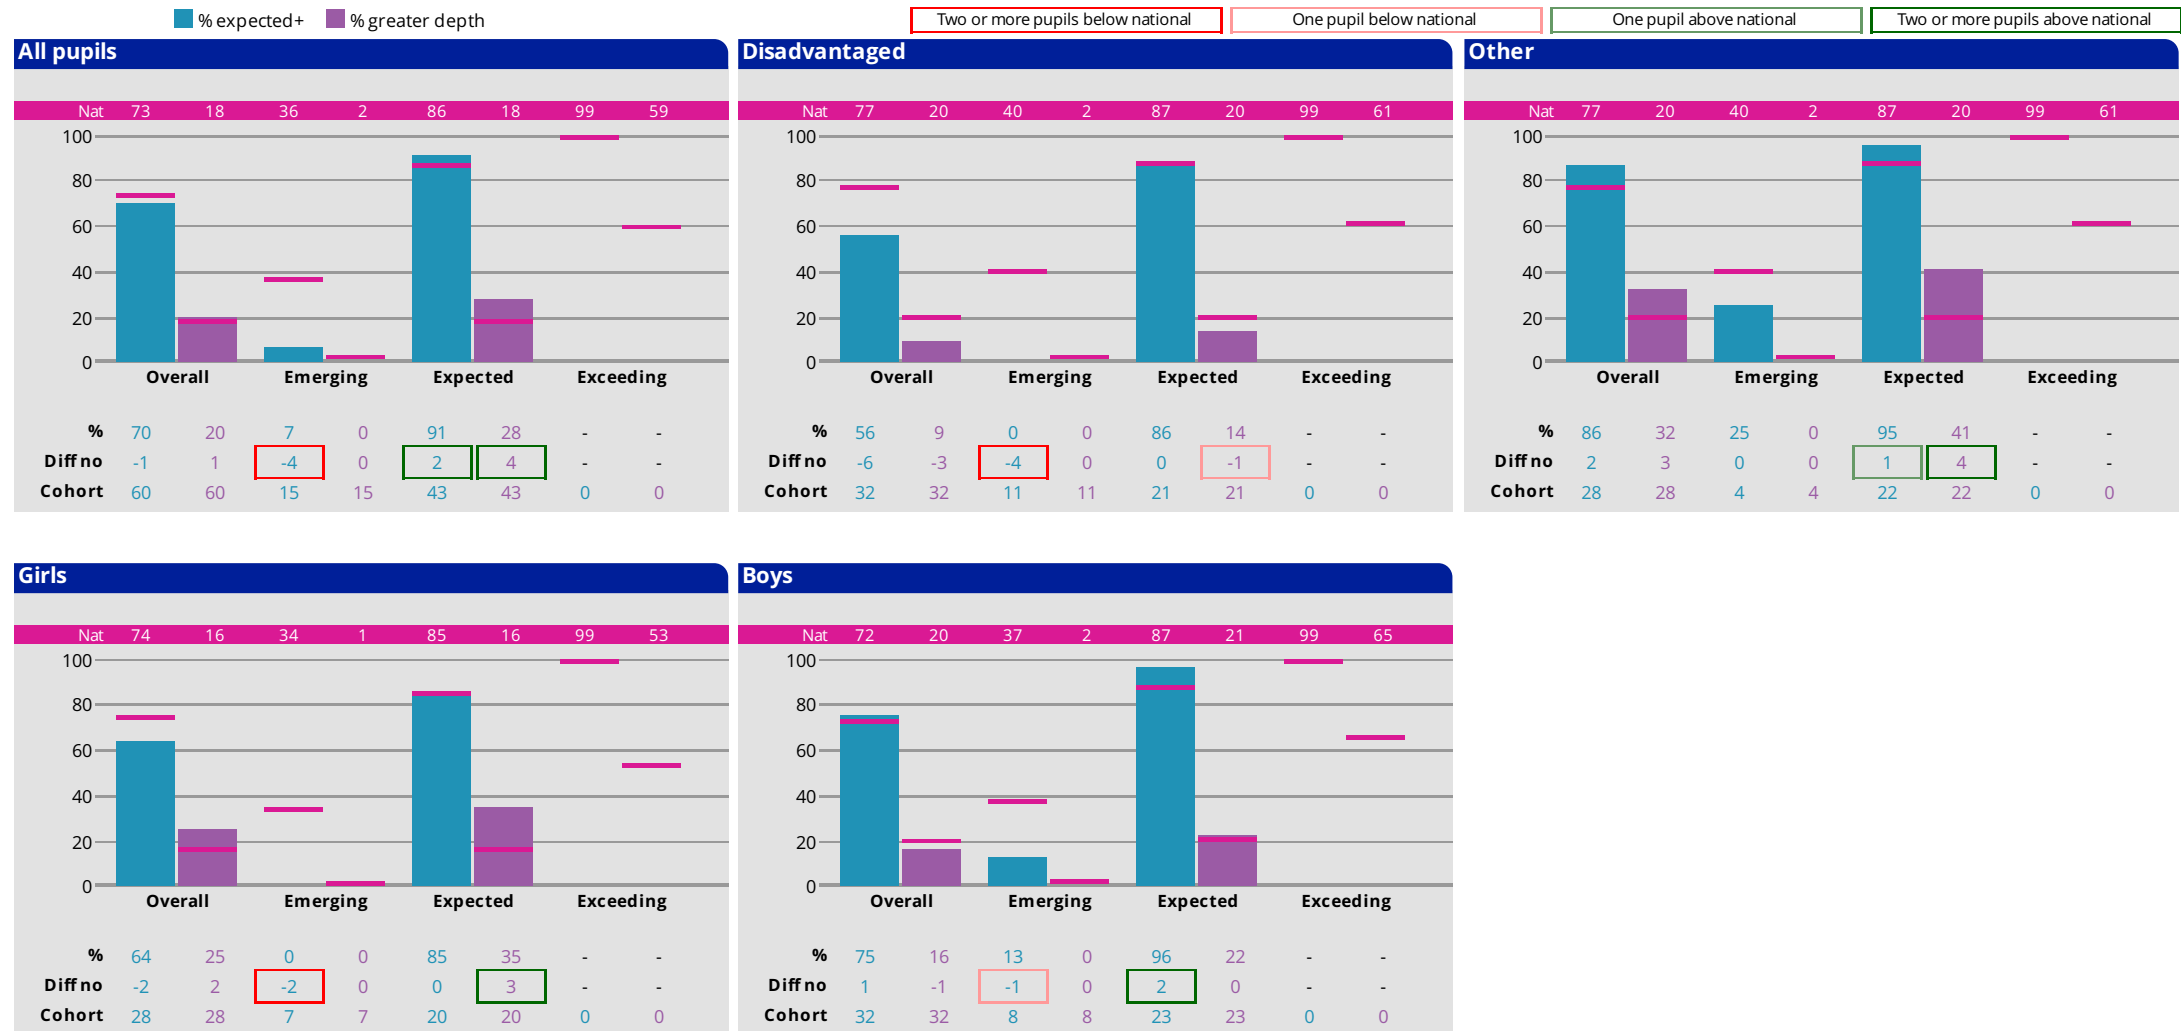 % expected+ % greater depth Two or more pupils below national One pupil below national One pupil above national Two or more pupils above national
All pupils
Nat 73 18 36 2 86 18 99 59
100
80
60
40
20
0
Overall Emerging Expected Exceeding
% 70 20 7 0 91 28 - -
Diff no -1 1 -4 0 2 4 - -
Cohort 60 60 15 15 43 43 0 0
Disadvantaged
Nat 77 20 40 2 87 20 99 61
100
80
60
40
20
0
Overall Emerging Expected Exceeding
% 56 9 0 0 86 14 - -
Diff no -6 -3 -4 0 0 -1 - -
Cohort 32 32 11 11 21 21 0 0
Other
Nat 77 20 40 2 87 20 99 61
100
80
60
40
20
0
Overall Emerging Expected Exceeding
% 86 32 25 0 95 41 - -
Diff no 2 3 0 0 1 4 - -
Cohort 28 28 4 4 22 22 0 0
Girls
Nat 74 16 34 1 85 16 99 53
100
80
60
40
20
0
Overall Emerging Expected Exceeding
% 64 25 0 0 85 35 - -
Diff no -2 2 -2 0 0 3 - -
Cohort 28 28 7 7 20 20 0 0
Boys
Nat 72 20 37 2 87 21 99 65
100
80
60
40
20
0
Overall Emerging Expected Exceeding
% 75 16 13 0 96 22 - -
Diff no 1 -1 -1 0 2 0 - -
Cohort 32 32 8 8 23 23 0 0